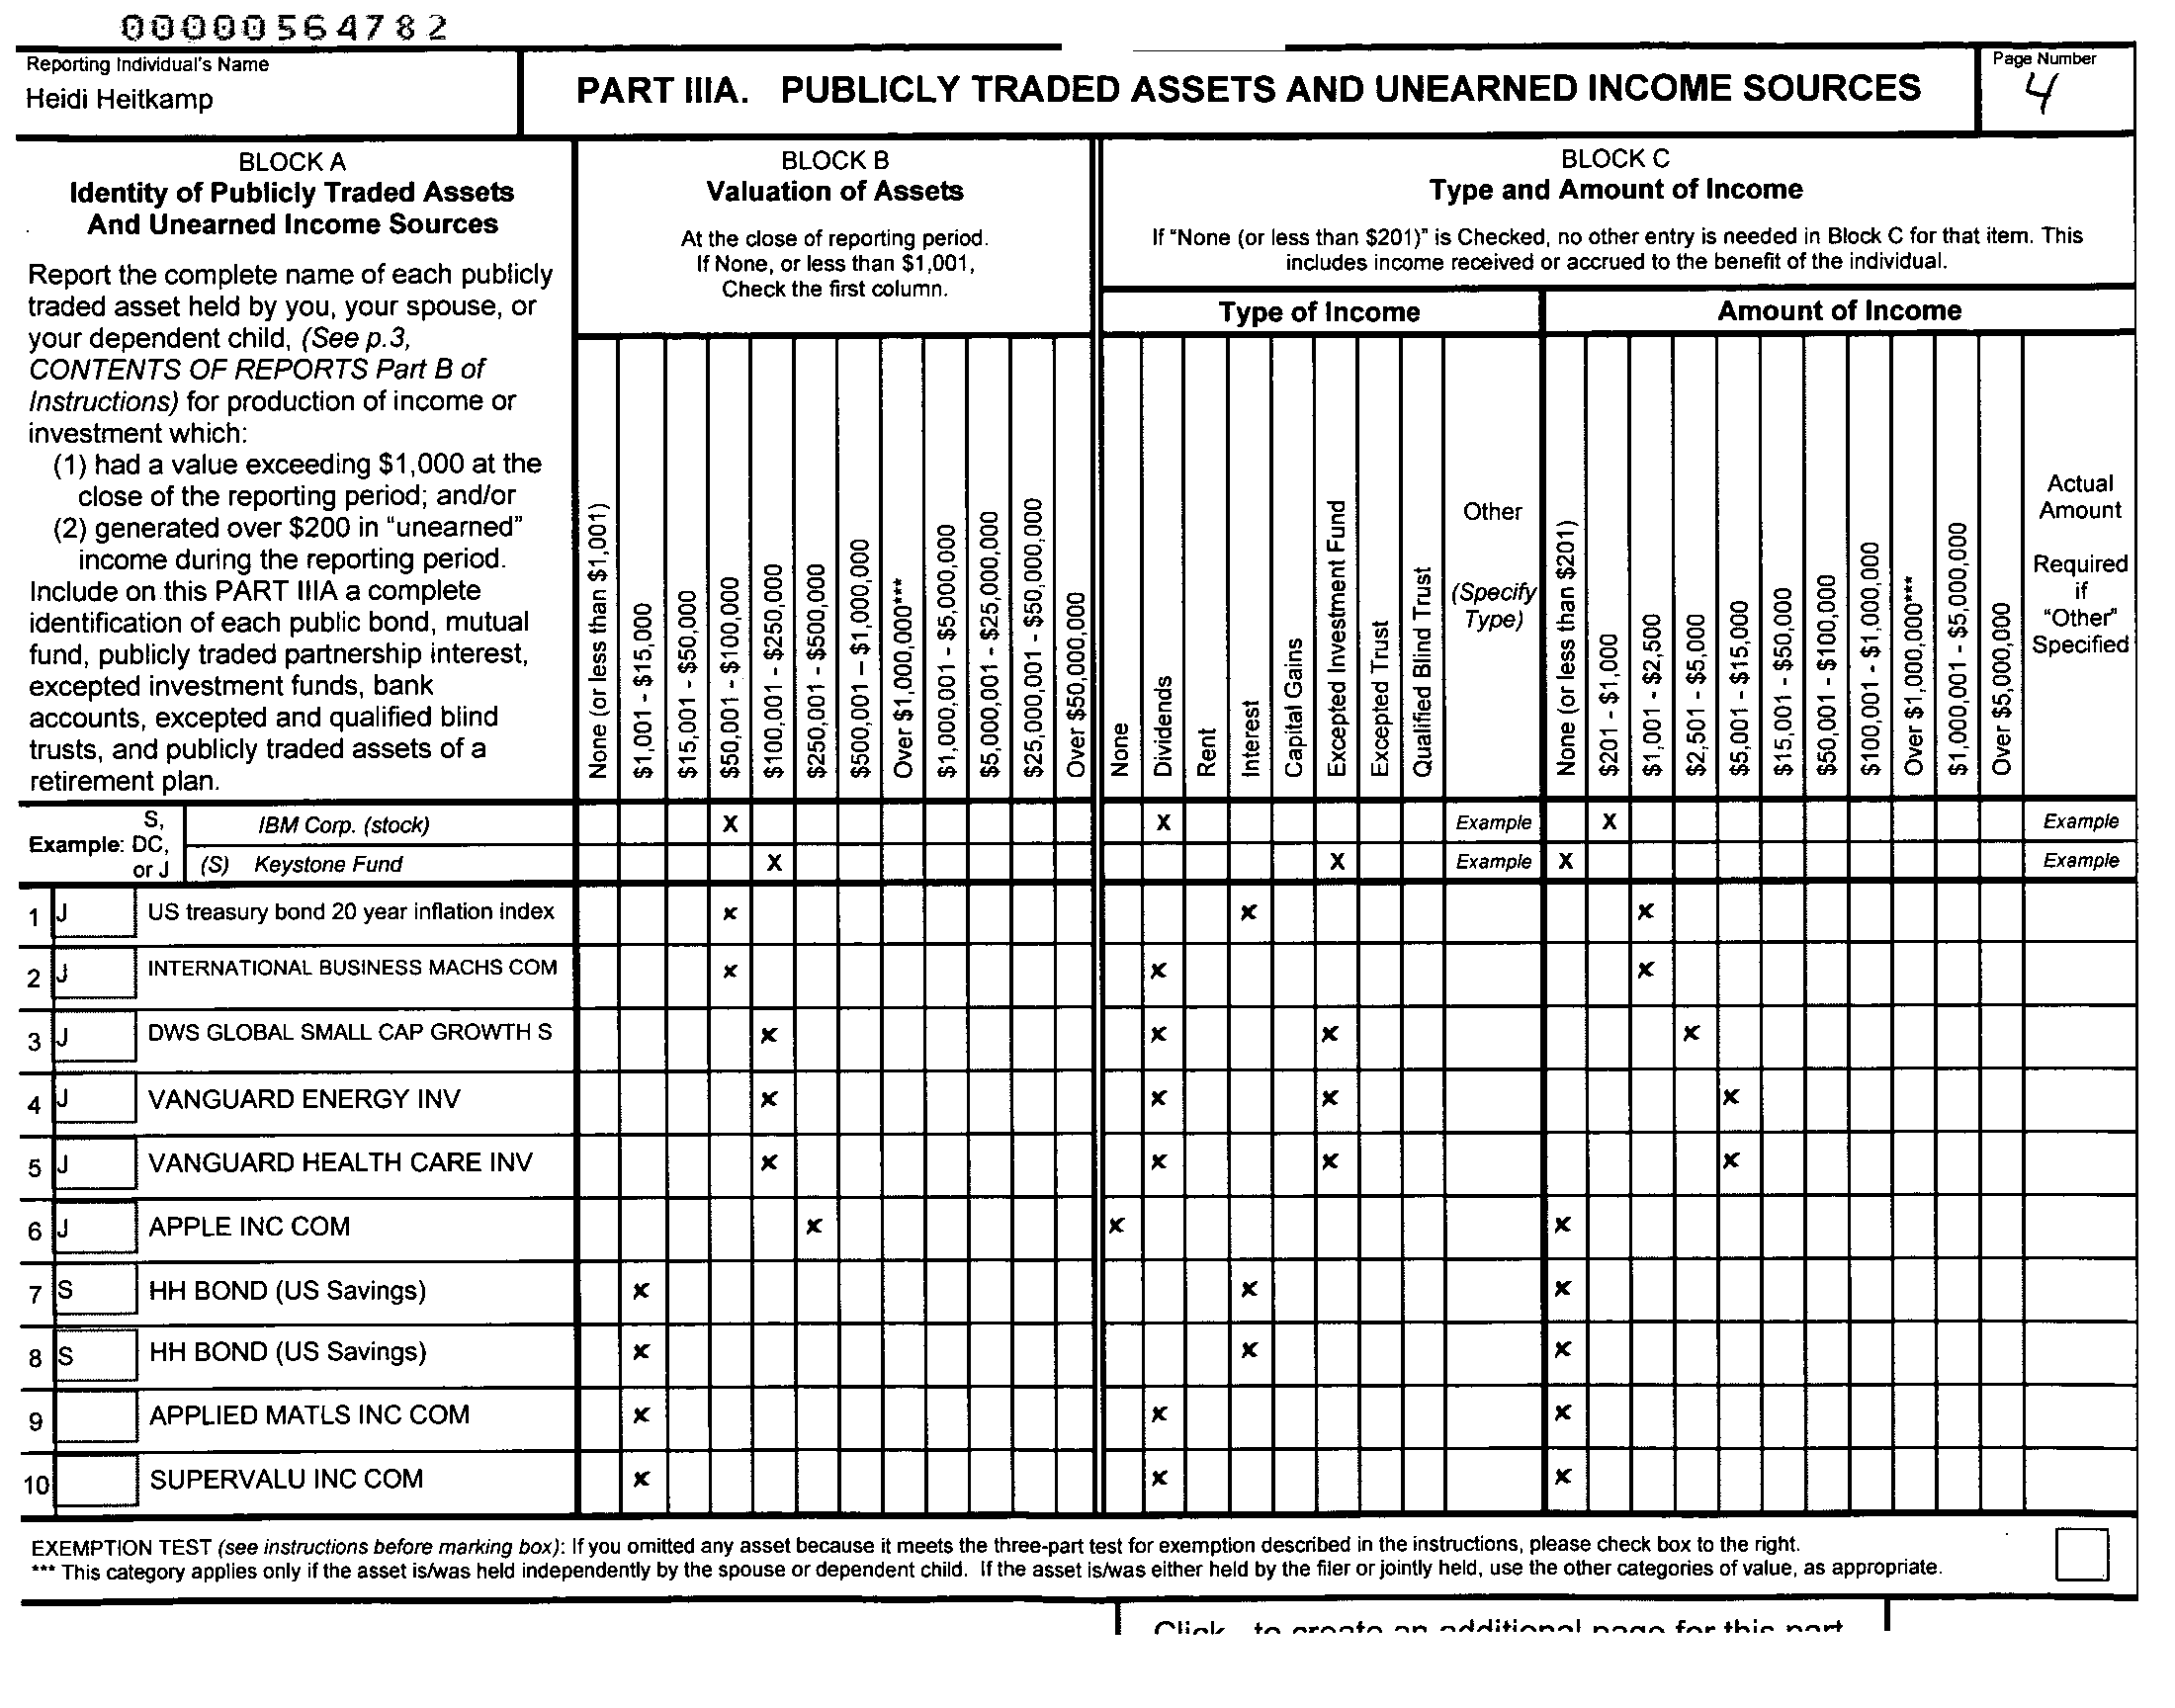 00000564782
Reporting Individual's Name
Heidi Heitkamp
PART IIIA. PUBLICLY TRADED ASSETS AND UNEARNED INCOME SOURCES
Page Number
4
BLOCK A
Identity of Publicly Traded Assets
And Unearned Income Sources
Report the complete name of each publicly
traded asset held by you, your spouse, or
your dependent child, (See p.3,
CONTENTS OF REPORTS Part B of
Instructions) for production of income or
investment which:
(1) had a value exceeding $1,000 at the
close of the reporting period; and/or
(2) generated over $200 in "unearned"
income during the reporting period.
Include on this PART IIIA a complete
identification of each public bond, mutual
fund, publicly traded partnership interest,
excepted investment funds, bank
accounts, excepted and qualified blind
trusts, and publicly traded assets of a
retirement plan.
BLOCK B
Valuation of Assets
At the close of reporting period.
If None, or less than $1,001,
Check the first column.
None (or less than $1,001)
$1,001 - $15,000
$15,001 - $50,000
$50,001 - $100,000
$100,001 - $250,000
$250,001 - $500,000
$500,001 – $1,000,000
Over $1,000,000***
$1,000,001 - $5,000,000
$5,000,001 - $25,000,000
$25,000,001 - $50,000,000
Over $50,000,000
BLOCK C
Type and Amount of Income
If "None (or less than $201)" is Checked, no other entry is needed in Block C for that item. This
includes income received or accrued to the benefit of the individual.
Type of Income
None
Dividends
Rent
Interest
Capital Gains
Excepted Investment Fund
Excepted Trust
Qualified Blind Trust
Other
(Specify
Type)
Amount of Income
None (or less than $201)
$201 - $1,000
$1,001 - $2,500
$2,501 - $5,000
$5,001 - $15,000
$15,001 - $50,000
$50,001 - $100,000
$100,001 - $1,000,000
Over $1,000,000***
$1,000,001 - $5,000,000
Over $5,000,000
Actual
Amount
Required
if
"Other"
Specified
Example: S, DC, or J
IBM Corp. (stock) X X Example X Example
(S) Keystone Fund X X Example X Example
1 J US treasury bond 20 year inflation index x x x
2 J INTERNATIONAL BUSINESS MACHS COM x x x
3 J DWS GLOBAL SMALL CAP GROWTH S x x x x
4 J VANGUARD ENERGY INV x x x x
5 J VANGUARD HEALTH CARE INV x x x x
6 J APPLE INC COM x x x
7 S HH BOND (US Savings) x x x
8 S HH BOND (US Savings) x x x
9 APPLIED MATLS INC COM x x x
10 SUPERVALU INC COM x x x
EXEMPTION TEST (see instructions before marking box): If you omitted any asset because it meets the three-part test for exemption described in the instructions, please check box to the right.
*** This category applies only if the asset is/was held independently by the spouse or dependent child. If the asset is/was either held by the filer or jointly held, use the other categories of value, as appropriate.
Click to create an additional page for this part